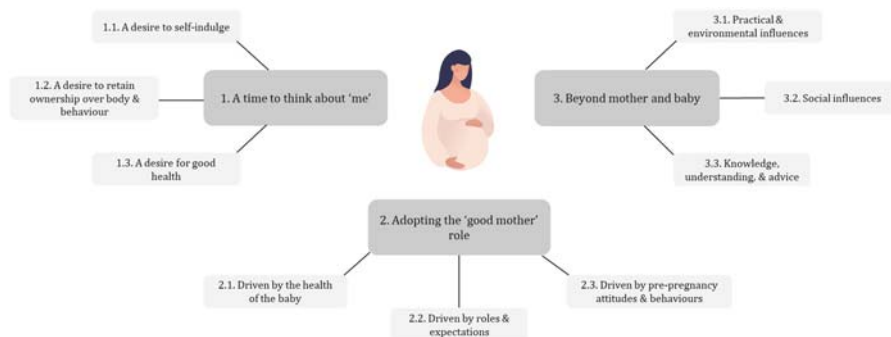 1.1. A desire to self-indulge
1.2. A desire to retain
ownership over body &
behaviour
1. A time to think about ‘me’
1.3. A desire for good
health
3.1. Practical &
environmental influences
3. Beyond mother and baby
3.2. Social influences
3.3. Knowledge,
understanding, & advice
2. Adopting the ‘good mother’
role
2.1. Driven by the health
of the baby
2.2. Driven by roles &
expectations
2.3. Driven by pre-pregnancy
attitudes & behaviours